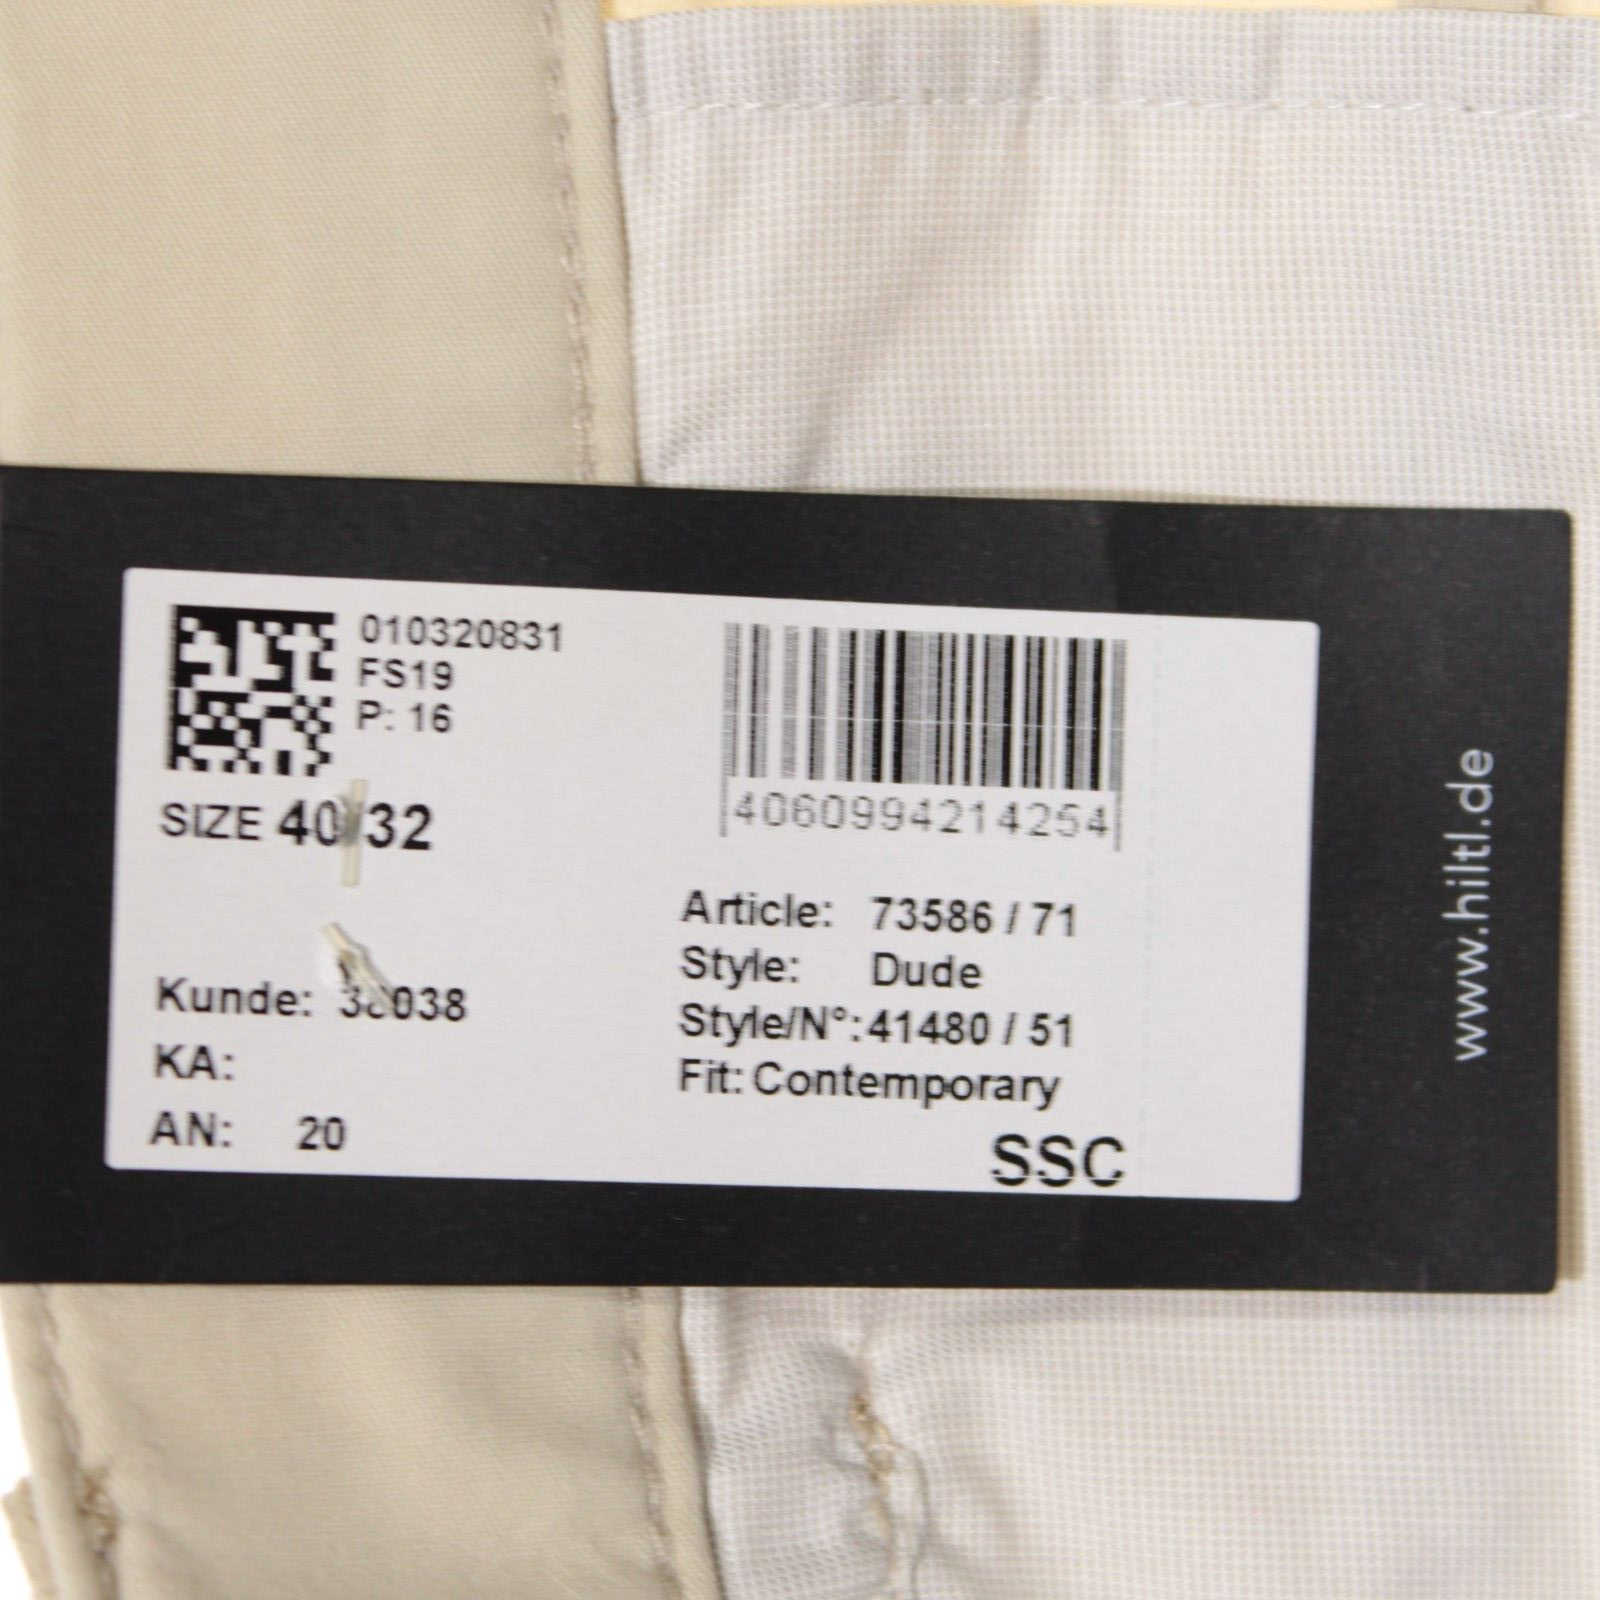 010320831
FS19
P: 16
SIZE 40/32
Kunde: 38038
KA:
AN: 20
4060994214254
Article: 73586 / 71
Style: Dude
Style/N°: 41480 / 51
Fit: Contemporary
SSC
www.hiltl.de